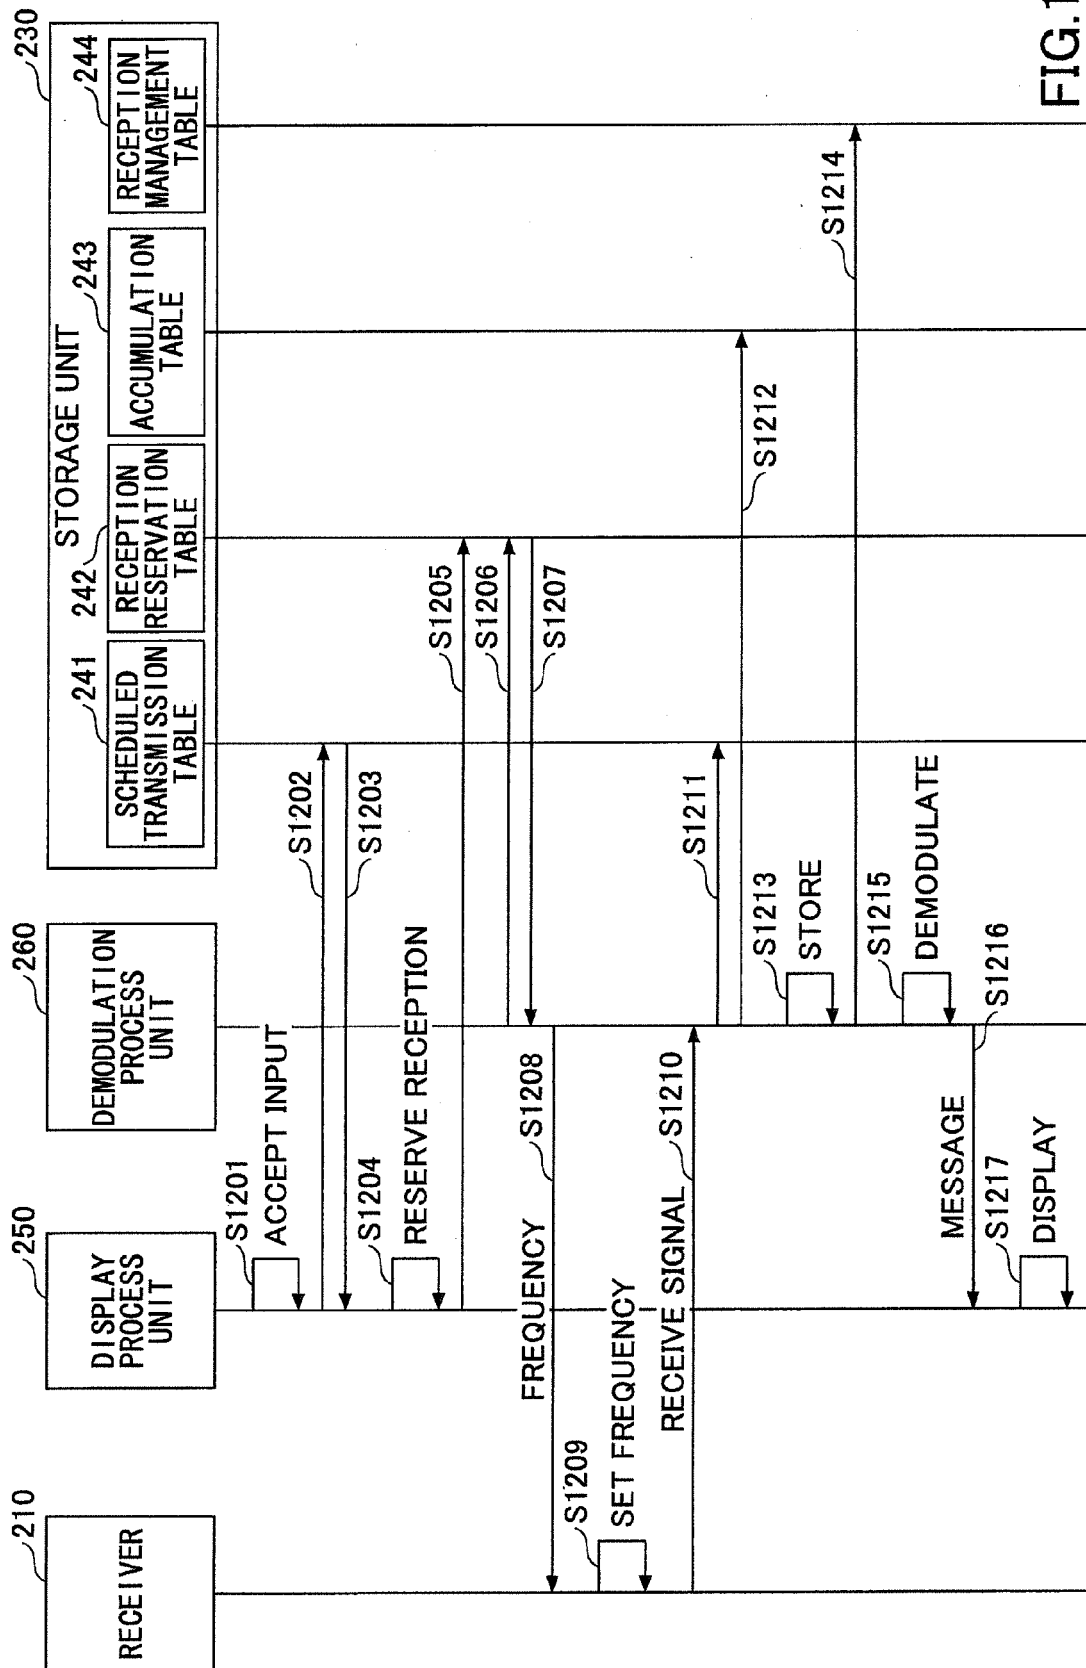 210
RECEIVER
250
DISPLAY
PROCESS
UNIT
260
DEMODULATION
PROCESS
UNIT
230
STORAGE UNIT
241
SCHEDULED
TRANSMISSION
TABLE
242
RECEPTION
RESERVATION
TABLE
243
ACCUMULATION
TABLE
244
RECEPTION
MANAGEMENT
TABLE
S1201
ACCEPT INPUT
S1202
S1203
S1204
RESERVE RECEPTION
S1205
S1206
S1207
FREQUENCY
S1208
S1209
SET FREQUENCY
RECEIVE SIGNAL
S1210
S1211
S1212
S1213
STORE
S1214
S1215
DEMODULATE
MESSAGE
S1216
S1217
DISPLAY
FIG.1